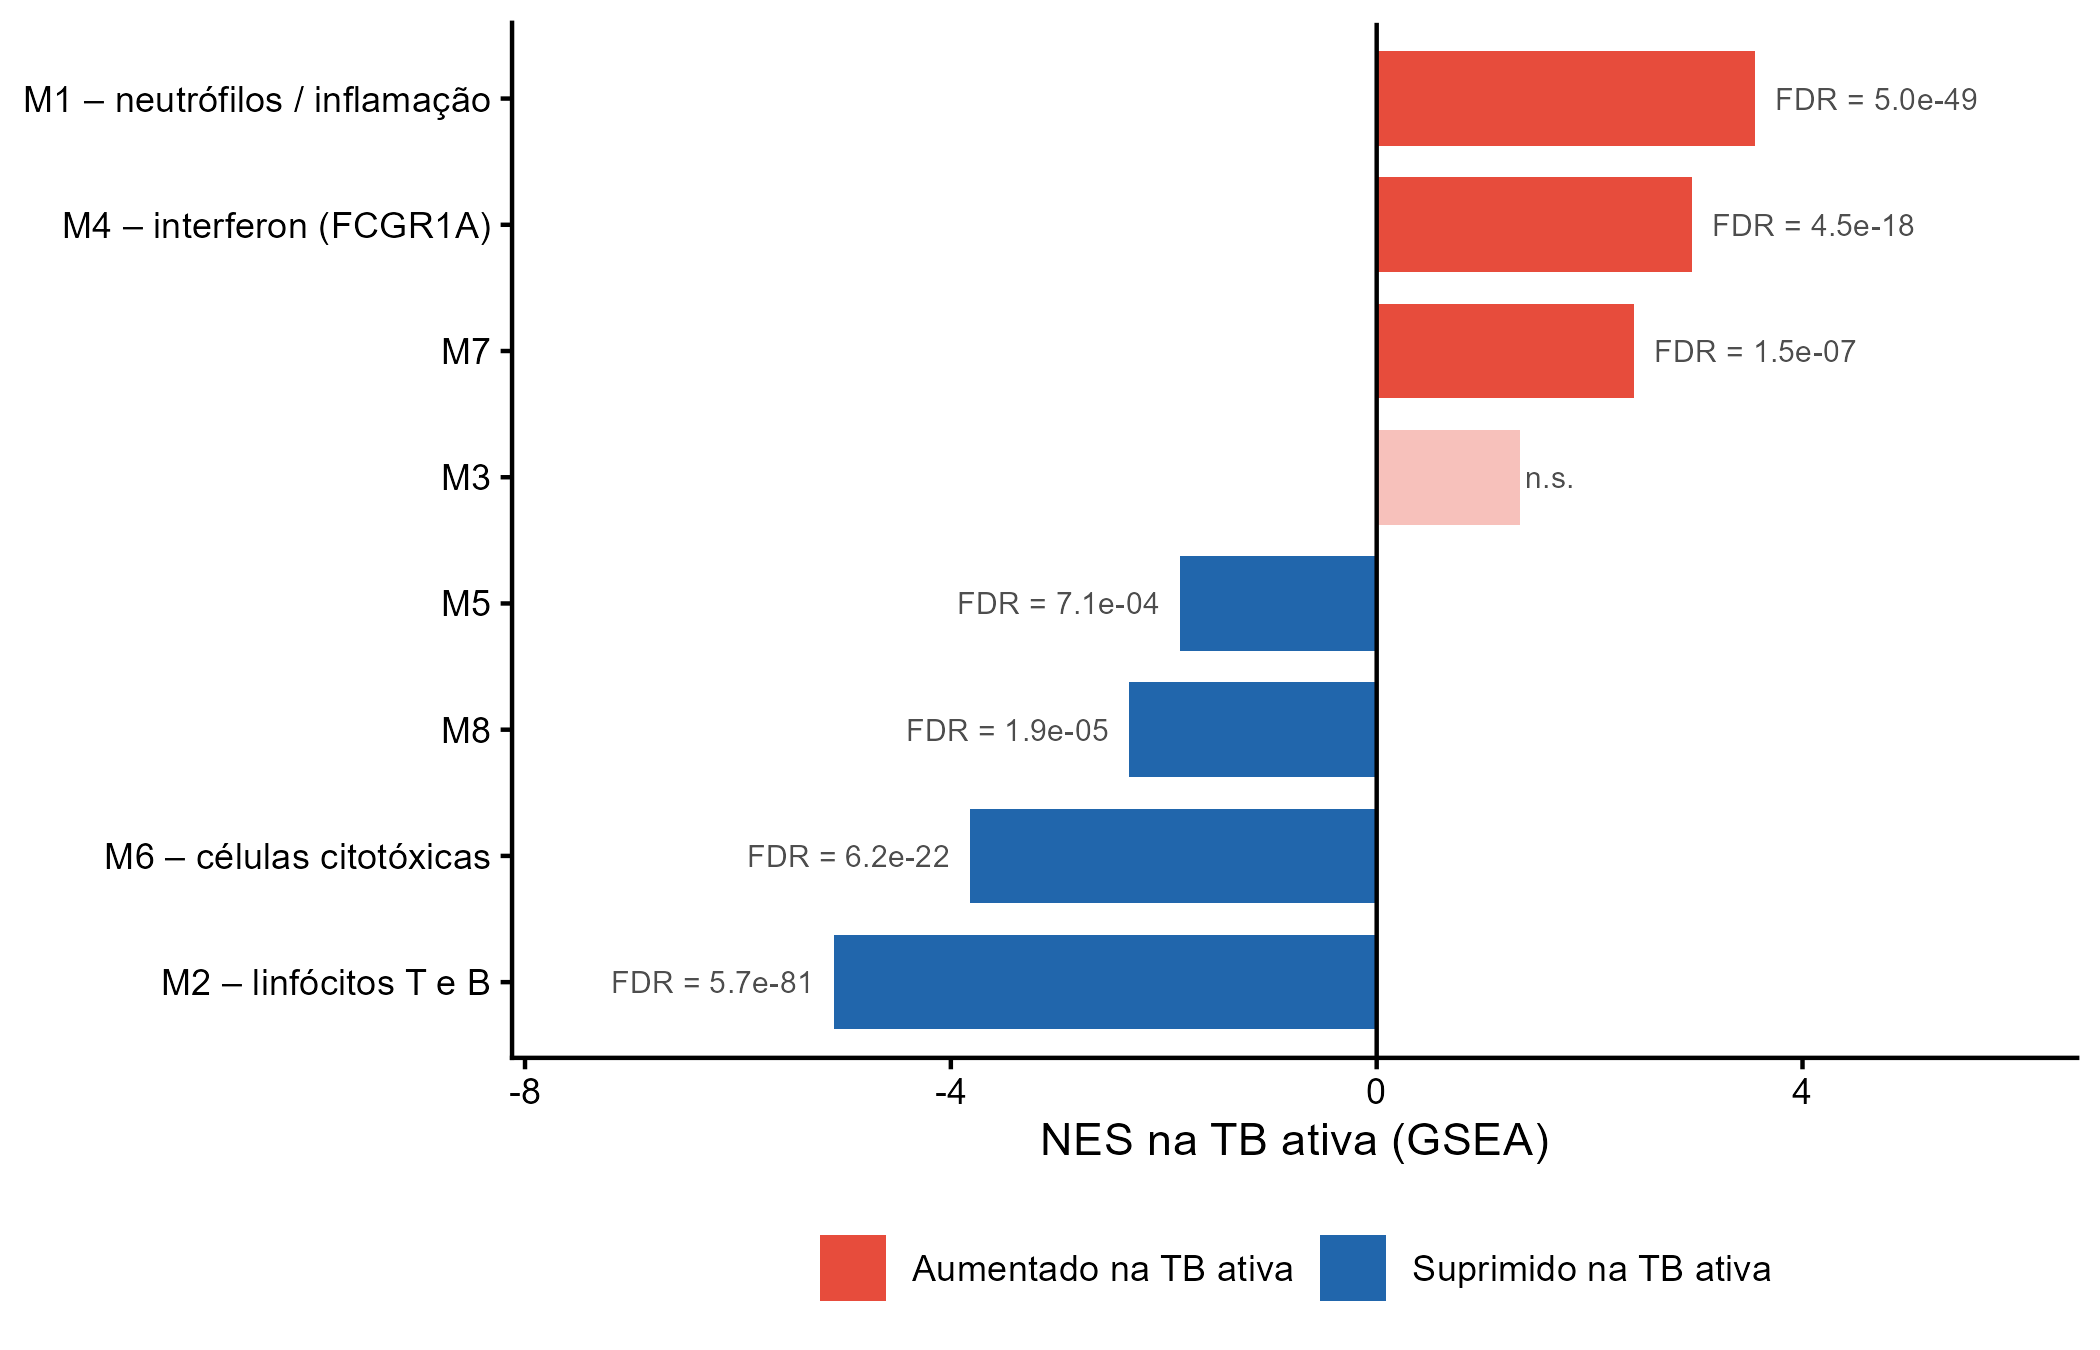 M1 – neutrófilos / inflamação
FDR = 5.0e-49
M4 – interferon (FCGR1A)
FDR = 4.5e-18
M7
FDR = 1.5e-07
M3
n.s.
M5
FDR = 7.1e-04
M8
FDR = 1.9e-05
M6 – células citotóxicas
FDR = 6.2e-22
M2 – linfócitos T e B
FDR = 5.7e-81
-8 -4 0 4
NES na TB ativa (GSEA)
Aumentado na TB ativa
Suprimido na TB ativa